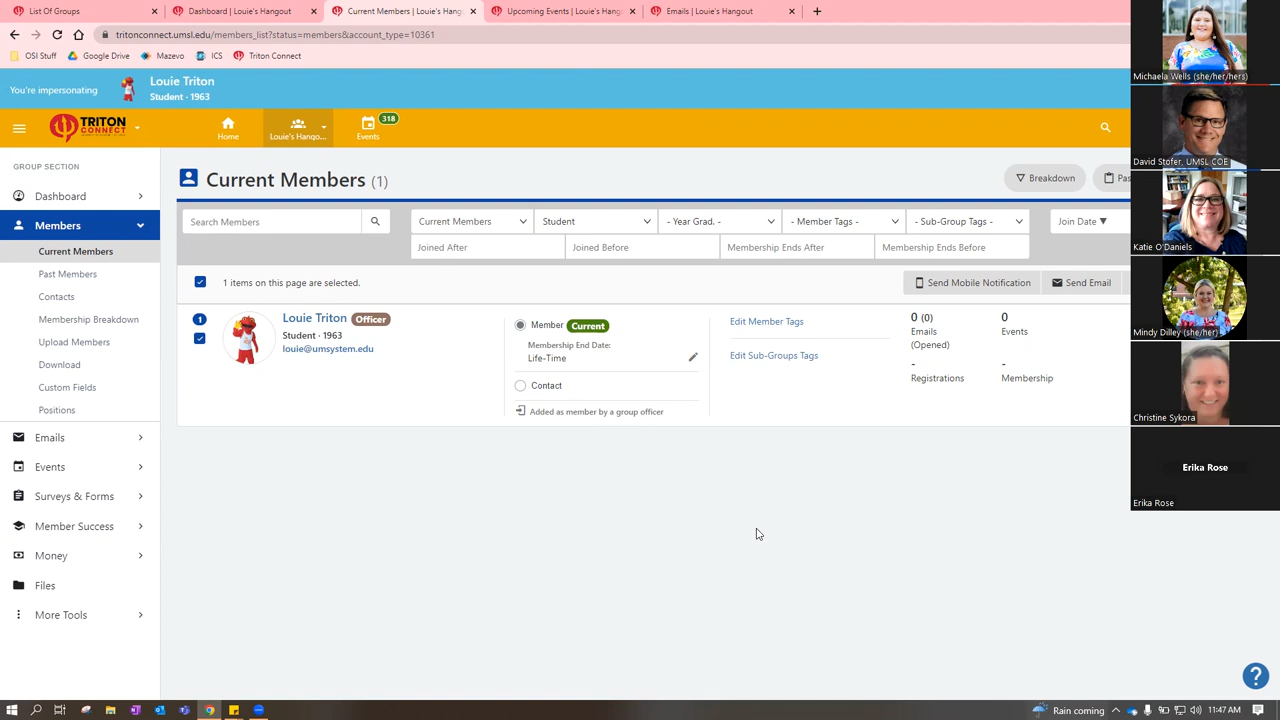 List Of Groups
Dashboard | Louie's Hangout
Current Members | Louie's Hang
Upcoming Events | Louie's Hang
Emails | Louie's Hangout
tritonconnect.umsl.edu/members_list?status=members&account_type=10361
OSI Stuff
Google Drive
Mazevo
ICS
Triton Connect
You're impersonating
Louie Triton
Student · 1963
TRITON
CONNECT
Home
Louie's Hango...
Events
318
GROUP SECTION
Dashboard
Members
Current Members
Past Members
Contacts
Membership Breakdown
Upload Members
Download
Custom Fields
Positions
Emails
Events
Surveys & Forms
Member Success
Money
Files
More Tools
Current Members (1)
Breakdown
Pas
Search Members
Current Members
Student
- Year Grad. -
- Member Tags -
- Sub-Group Tags -
Join Date ▼
Joined After
Joined Before
Membership Ends After
Membership Ends Before
1 items on this page are selected.
Send Mobile Notification
Send Email
1
Louie Triton
Officer
Student · 1963
louie@umsystem.edu
Member
Current
Membership End Date:
Life-Time
Contact
Added as member by a group officer
Edit Member Tags
Edit Sub-Groups Tags
0 (0)
Emails
(Opened)
0
Events
-
Registrations
-
Membership
Michaela Wells (she/her/hers)
David Stofer, UMSL COE
Katie O'Daniels
Mindy Dilley (she/her)
Christine Sykora
Erika Rose
Erika Rose
?
Rain coming
11:47 AM